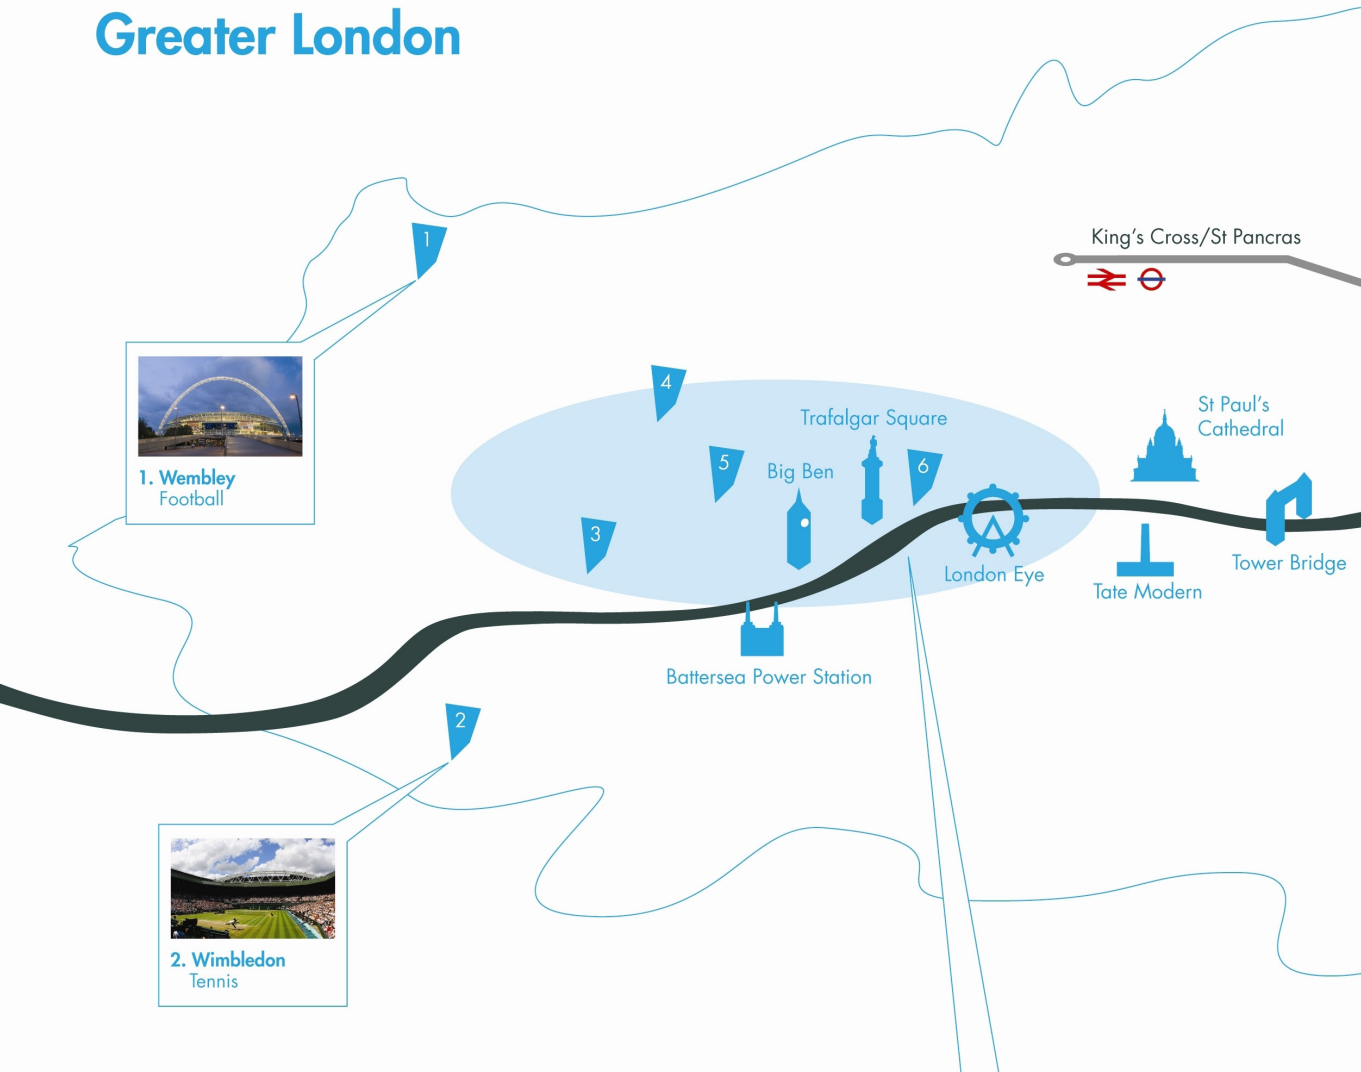 Greater London
1
King's Cross/St Pancras
1. Wembley
Football
4
Trafalgar Square
St Paul's
Cathedral
5
Big Ben
6
3
London Eye
Tower Bridge
Tate Modern
Battersea Power Station
2
2. Wimbledon
Tennis